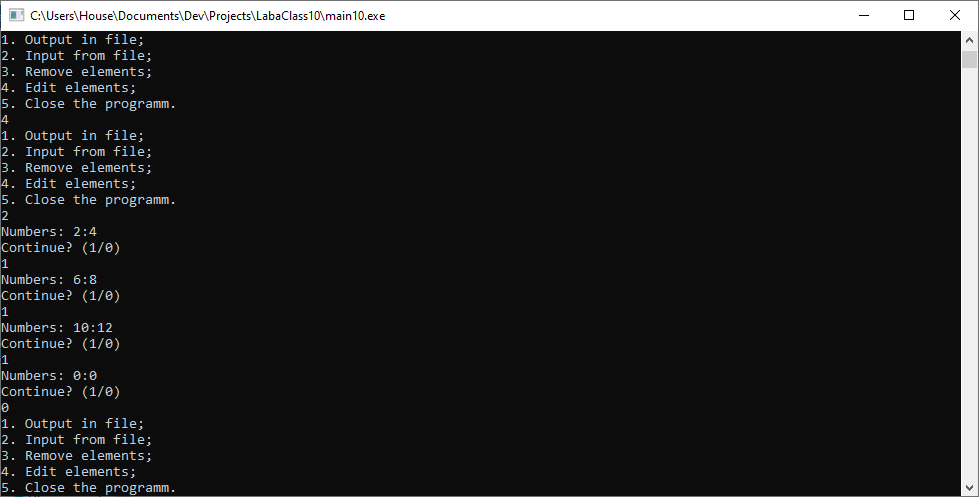 C:\Users\House\Documents\Dev\Projects\LabaClass10\main10.exe
1. Output in file;
2. Input from file;
3. Remove elements;
4. Edit elements;
5. Close the programm.
4
1. Output in file;
2. Input from file;
3. Remove elements;
4. Edit elements;
5. Close the programm.
2
Numbers: 2:4
Continue? (1/0)
1
Numbers: 6:8
Continue? (1/0)
1
Numbers: 10:12
Continue? (1/0)
1
Numbers: 0:0
Continue? (1/0)
0
1. Output in file;
2. Input from file;
3. Remove elements;
4. Edit elements;
5. Close the programm.